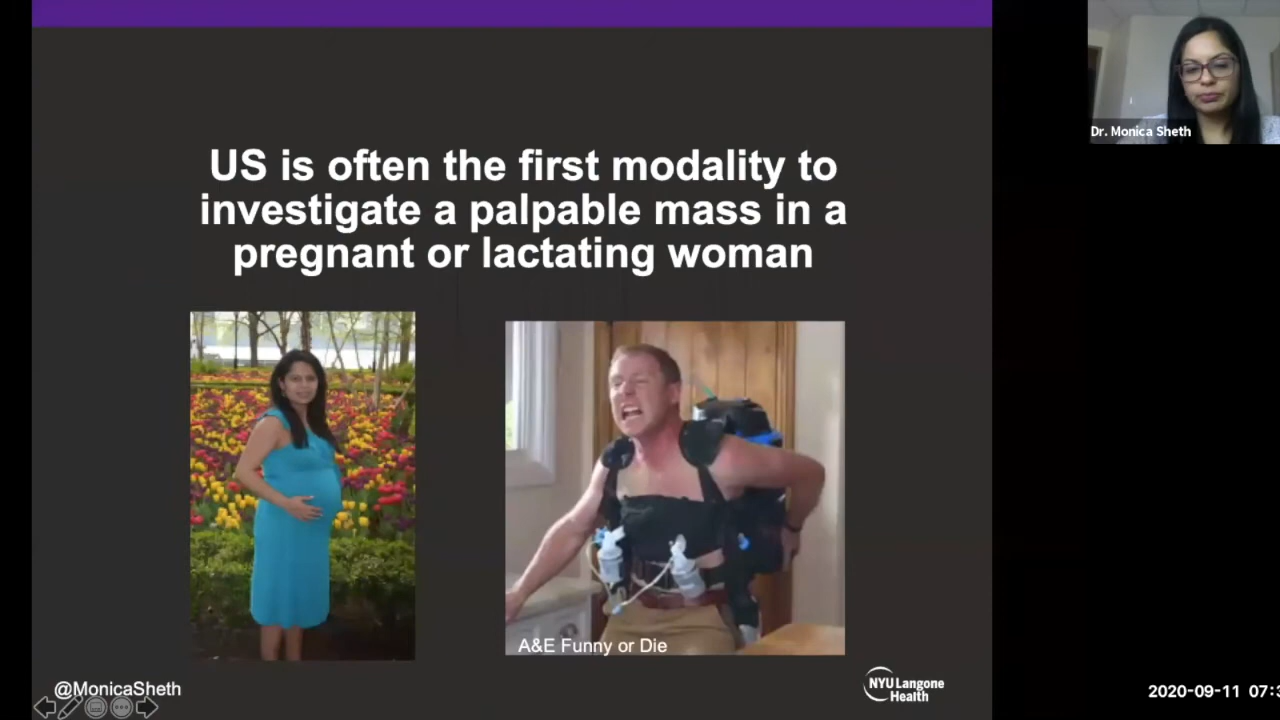 US is often the first modality to
investigate a palpable mass in a
pregnant or lactating woman
Dr. Monica Sheth
A&E Funny or Die
@MonicaSheth
NYU Langone
Health
2020-09-11 07:3